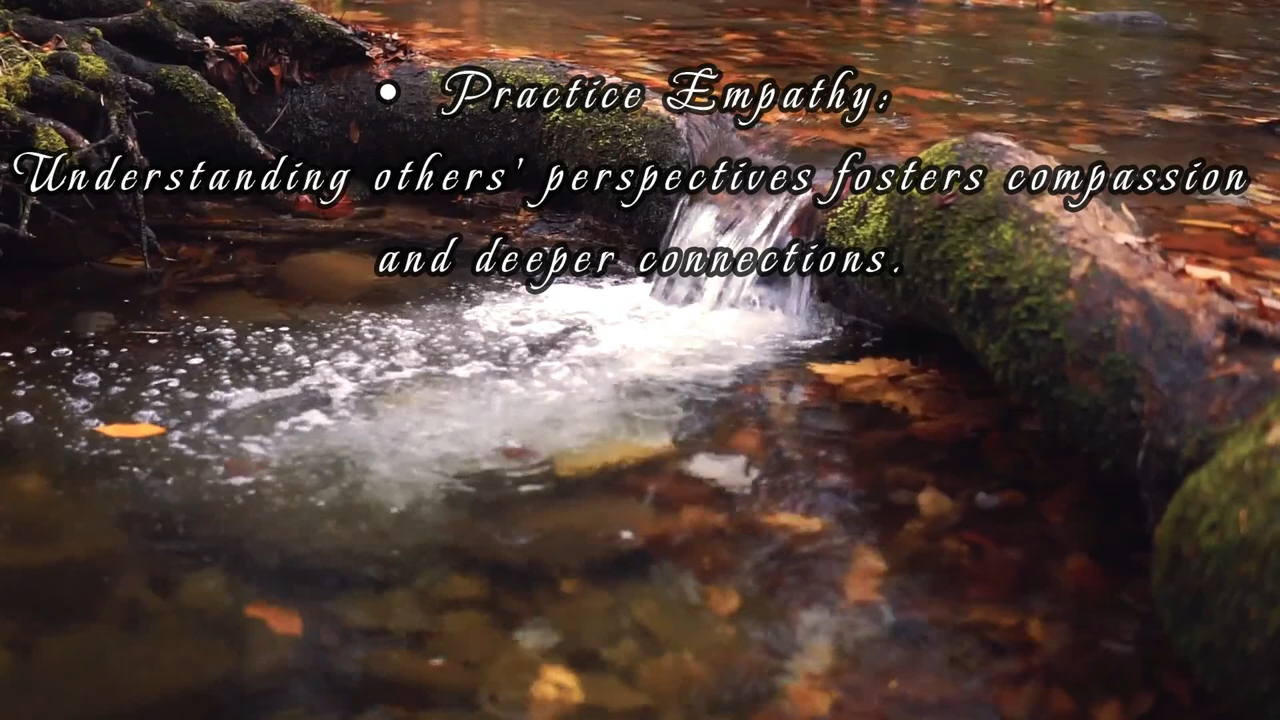 • Practice Empathy:
Understanding others' perspectives fosters compassion
and deeper connections.